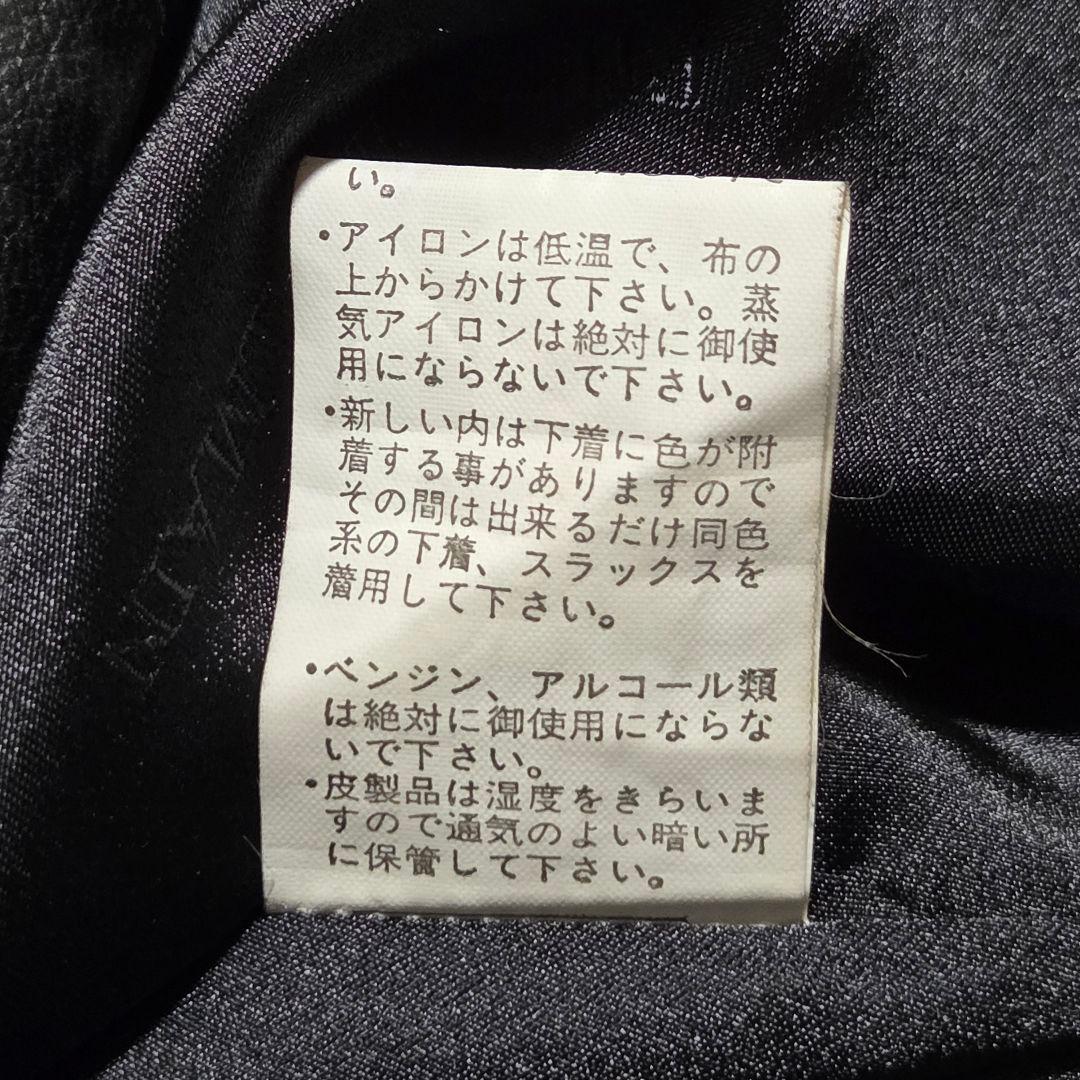 い。
・アイロンは低温で、布の
上からかけて下さい。蒸
気アイロンは絶対に御使
用にならないで下さい。
・新しい内は下着に色が附
着する事がありますので
その間は出来るだけ同色
系の下着、スラックスを
着用して下さい。
・ベンジン、アルコール類
は絶対に御使用にならな
いで下さい。
・皮製品は湿度をきらいま
すので通気のよい暗い所
に保管して下さい。